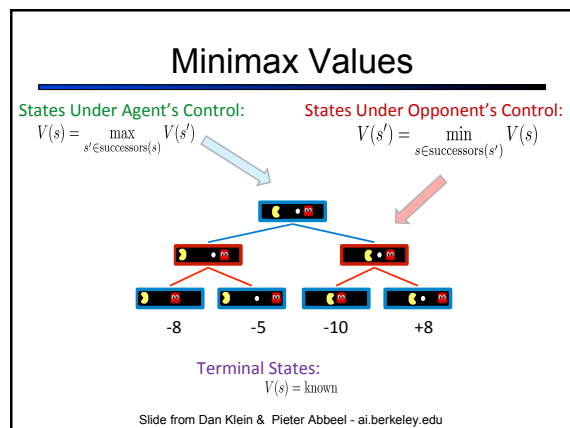 Minimax Values
States Under Agent's Control:
V(s) = max V(s')
s'∈successors(s)
States Under Opponent's Control:
V(s') = min V(s)
s∈successors(s')
-8 -5 -10 +8
Terminal States:
V(s) = known
Slide from Dan Klein & Pieter Abbeel - ai.berkeley.edu